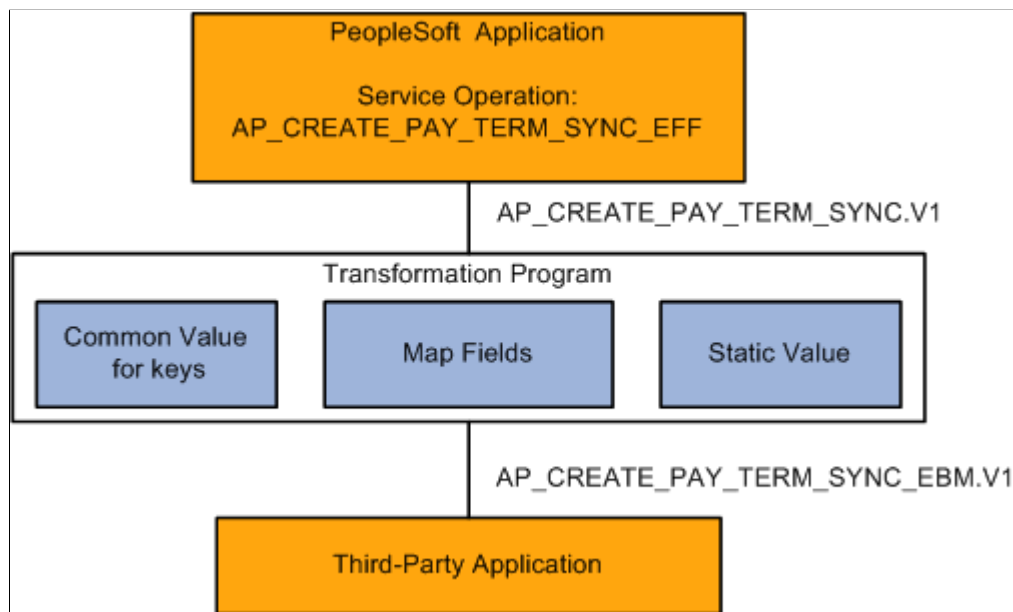 PeopleSoft Application
Service Operation:
AP_CREATE_PAY_TERM_SYNC_EFF
AP_CREATE_PAY_TERM_SYNC.V1
Transformation Program
Common Value
for keys
Map Fields
Static Value
AP_CREATE_PAY_TERM_SYNC_EBM.V1
Third-Party Application